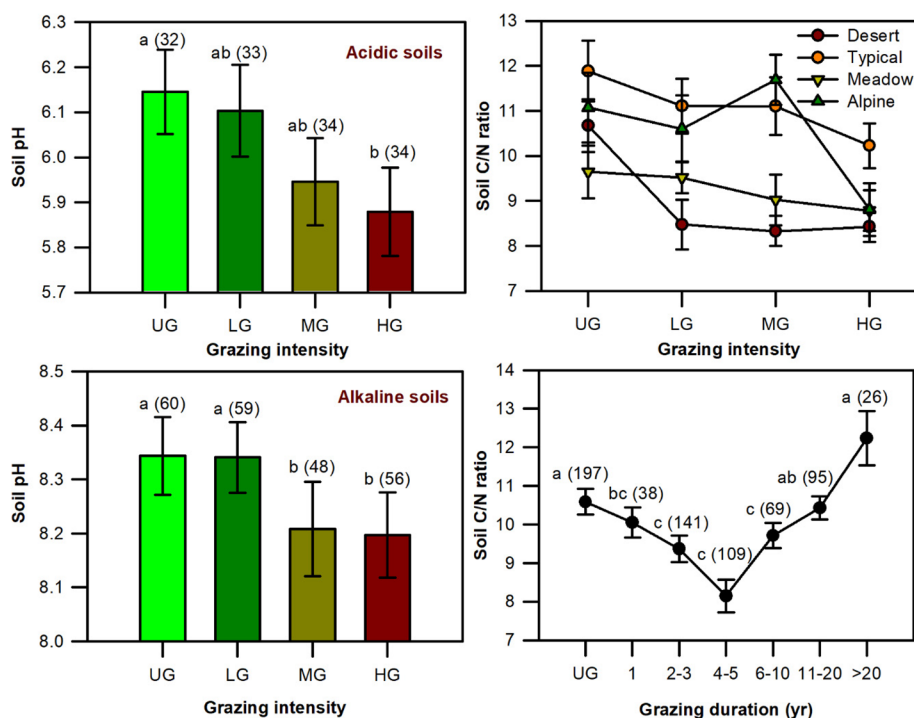 6.3
6.2
6.1
6.0
5.9
5.8
5.7
Soil pH
Acidic soils
a (32)
ab (33)
ab (34)
b (34)
UG LG MG HG
Grazing intensity
13
12
11
10
9
8
7
Soil C/N ratio
Desert
Typical
Meadow
Alpine
UG LG MG HG
Grazing intensity
8.5
8.4
8.3
8.2
8.1
8.0
Soil pH
Alkaline soils
a (60)
a (59)
b (48)
b (56)
UG LG MG HG
Grazing intensity
14
13
12
11
10
9
8
7
Soil C/N ratio
a (197)
bc (38)
c (141)
c (109)
c (69)
ab (95)
a (26)
UG 1 2-3 4-5 6-10 11-20 >20
Grazing duration (yr)